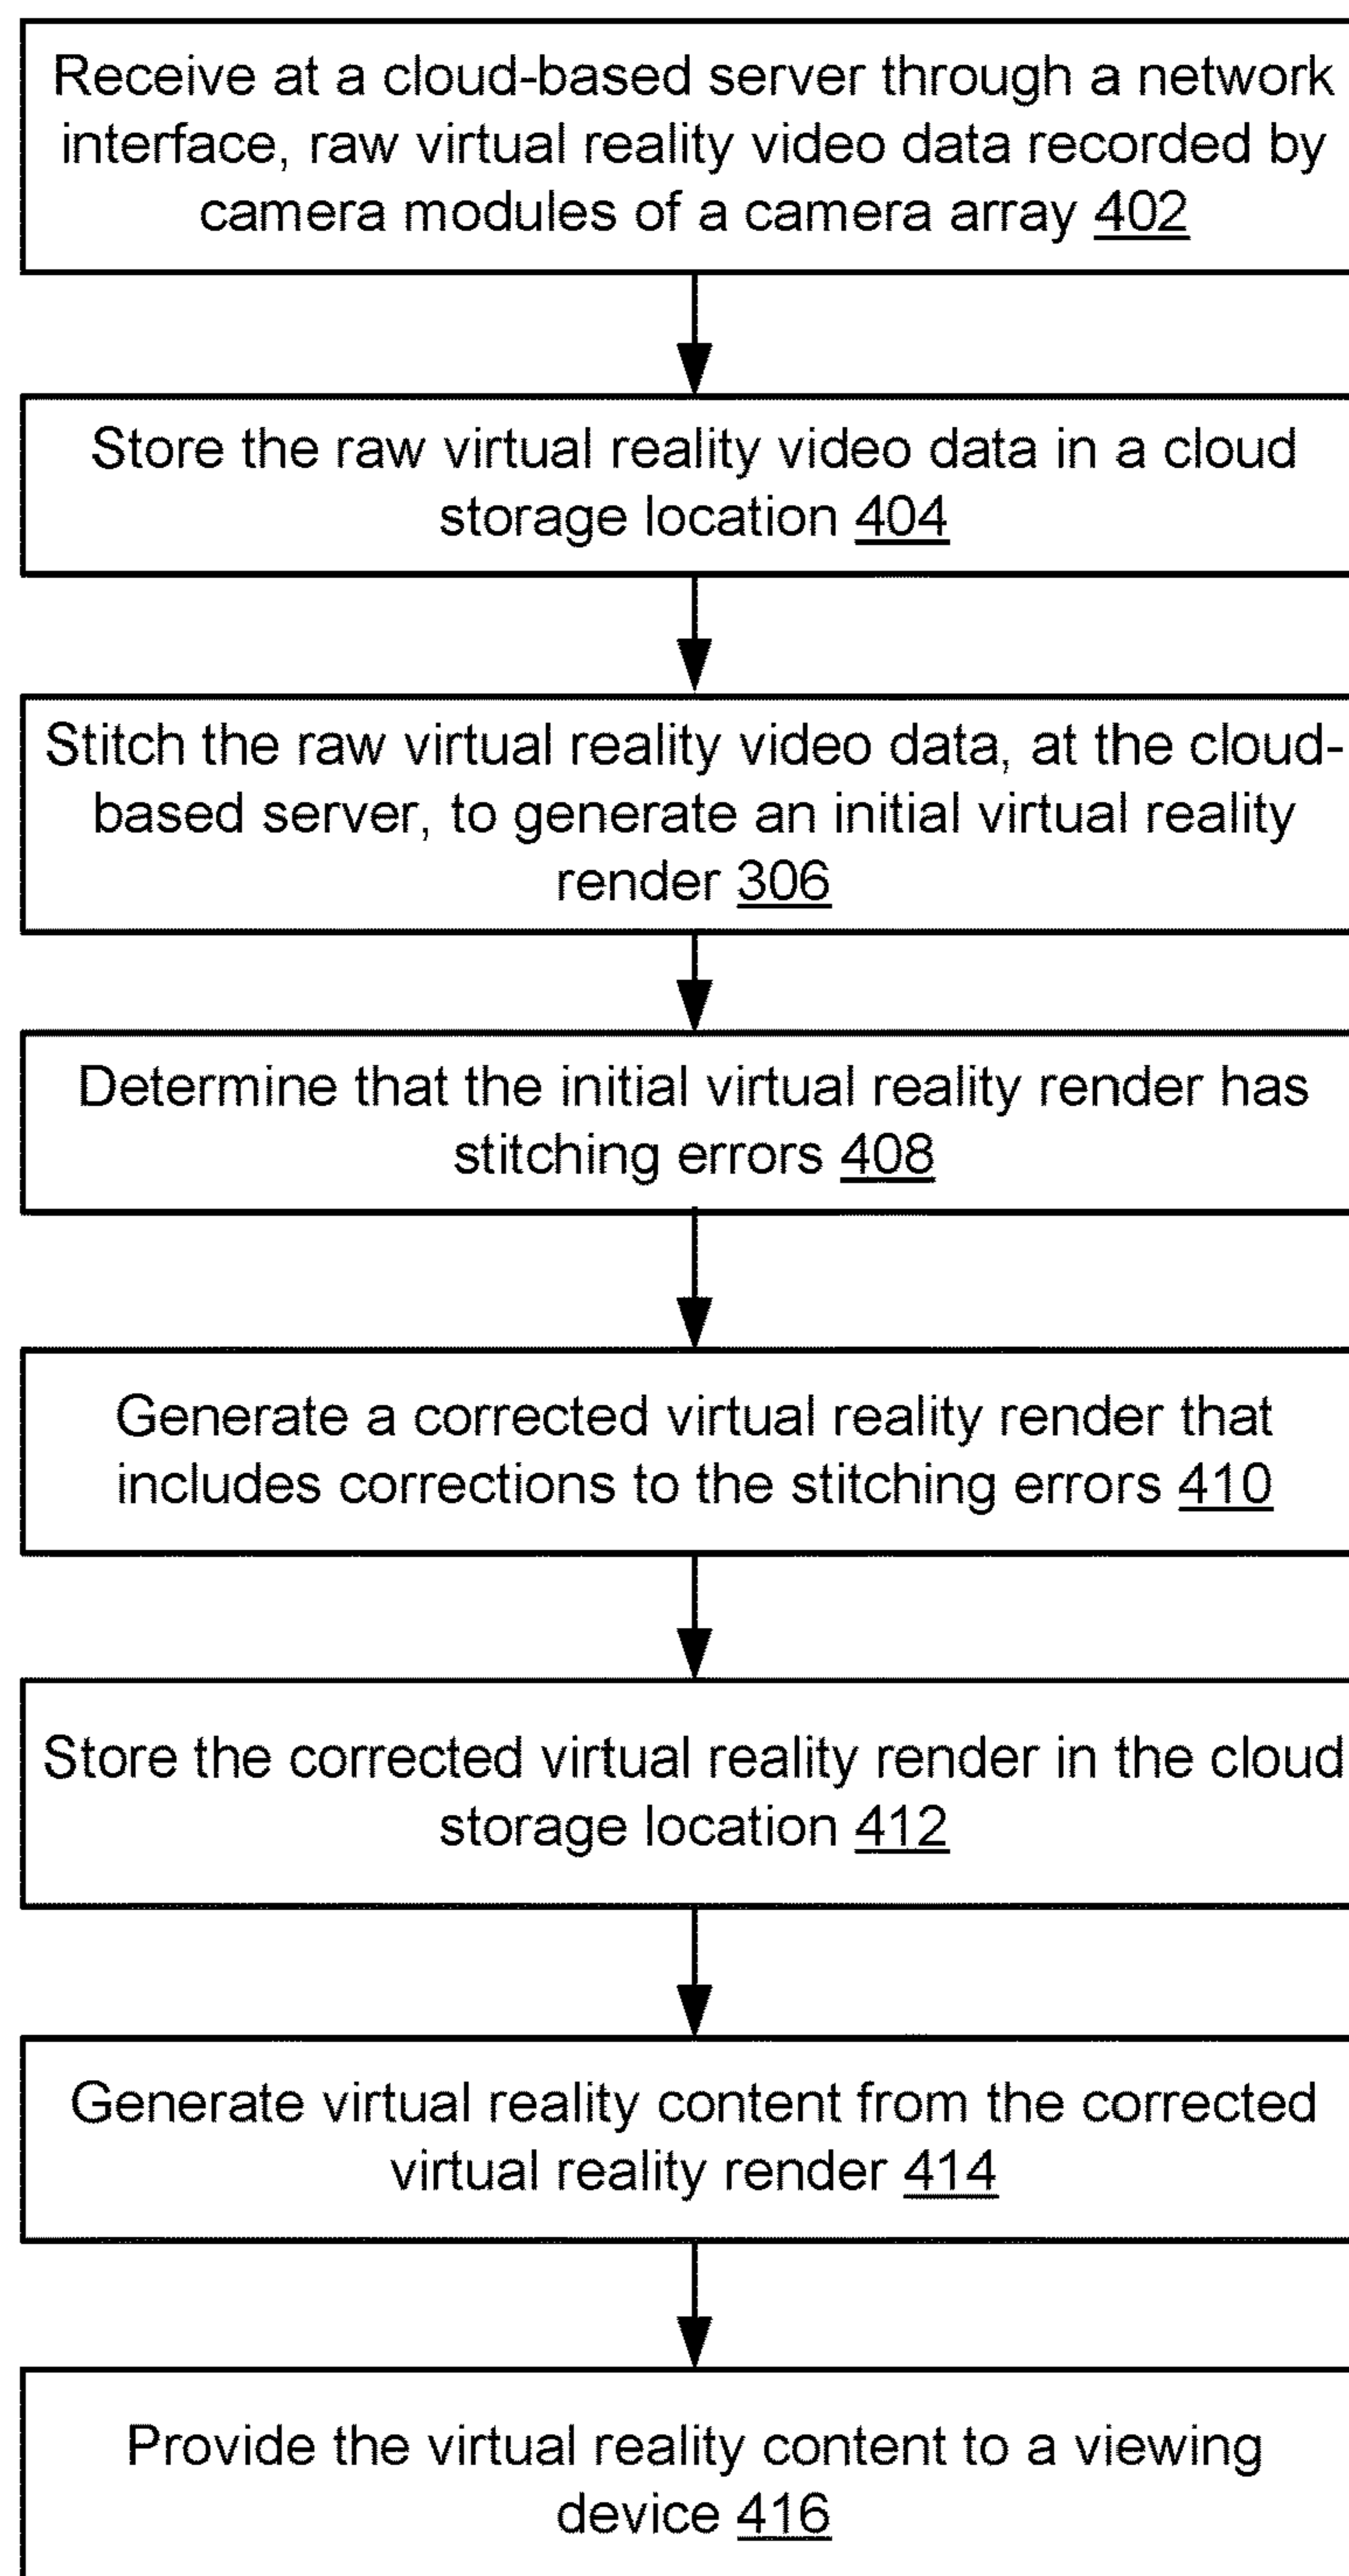 Receive at a cloud-based server through a network
interface, raw virtual reality video data recorded by
camera modules of a camera array 402
Store the raw virtual reality video data in a cloud
storage location 404
Stitch the raw virtual reality video data, at the cloud-
based server, to generate an initial virtual reality
render 306
Determine that the initial virtual reality render has
stitching errors 408
Generate a corrected virtual reality render that
includes corrections to the stitching errors 410
Store the corrected virtual reality render in the cloud
storage location 412
Generate virtual reality content from the corrected
virtual reality render 414
Provide the virtual reality content to a viewing
device 416